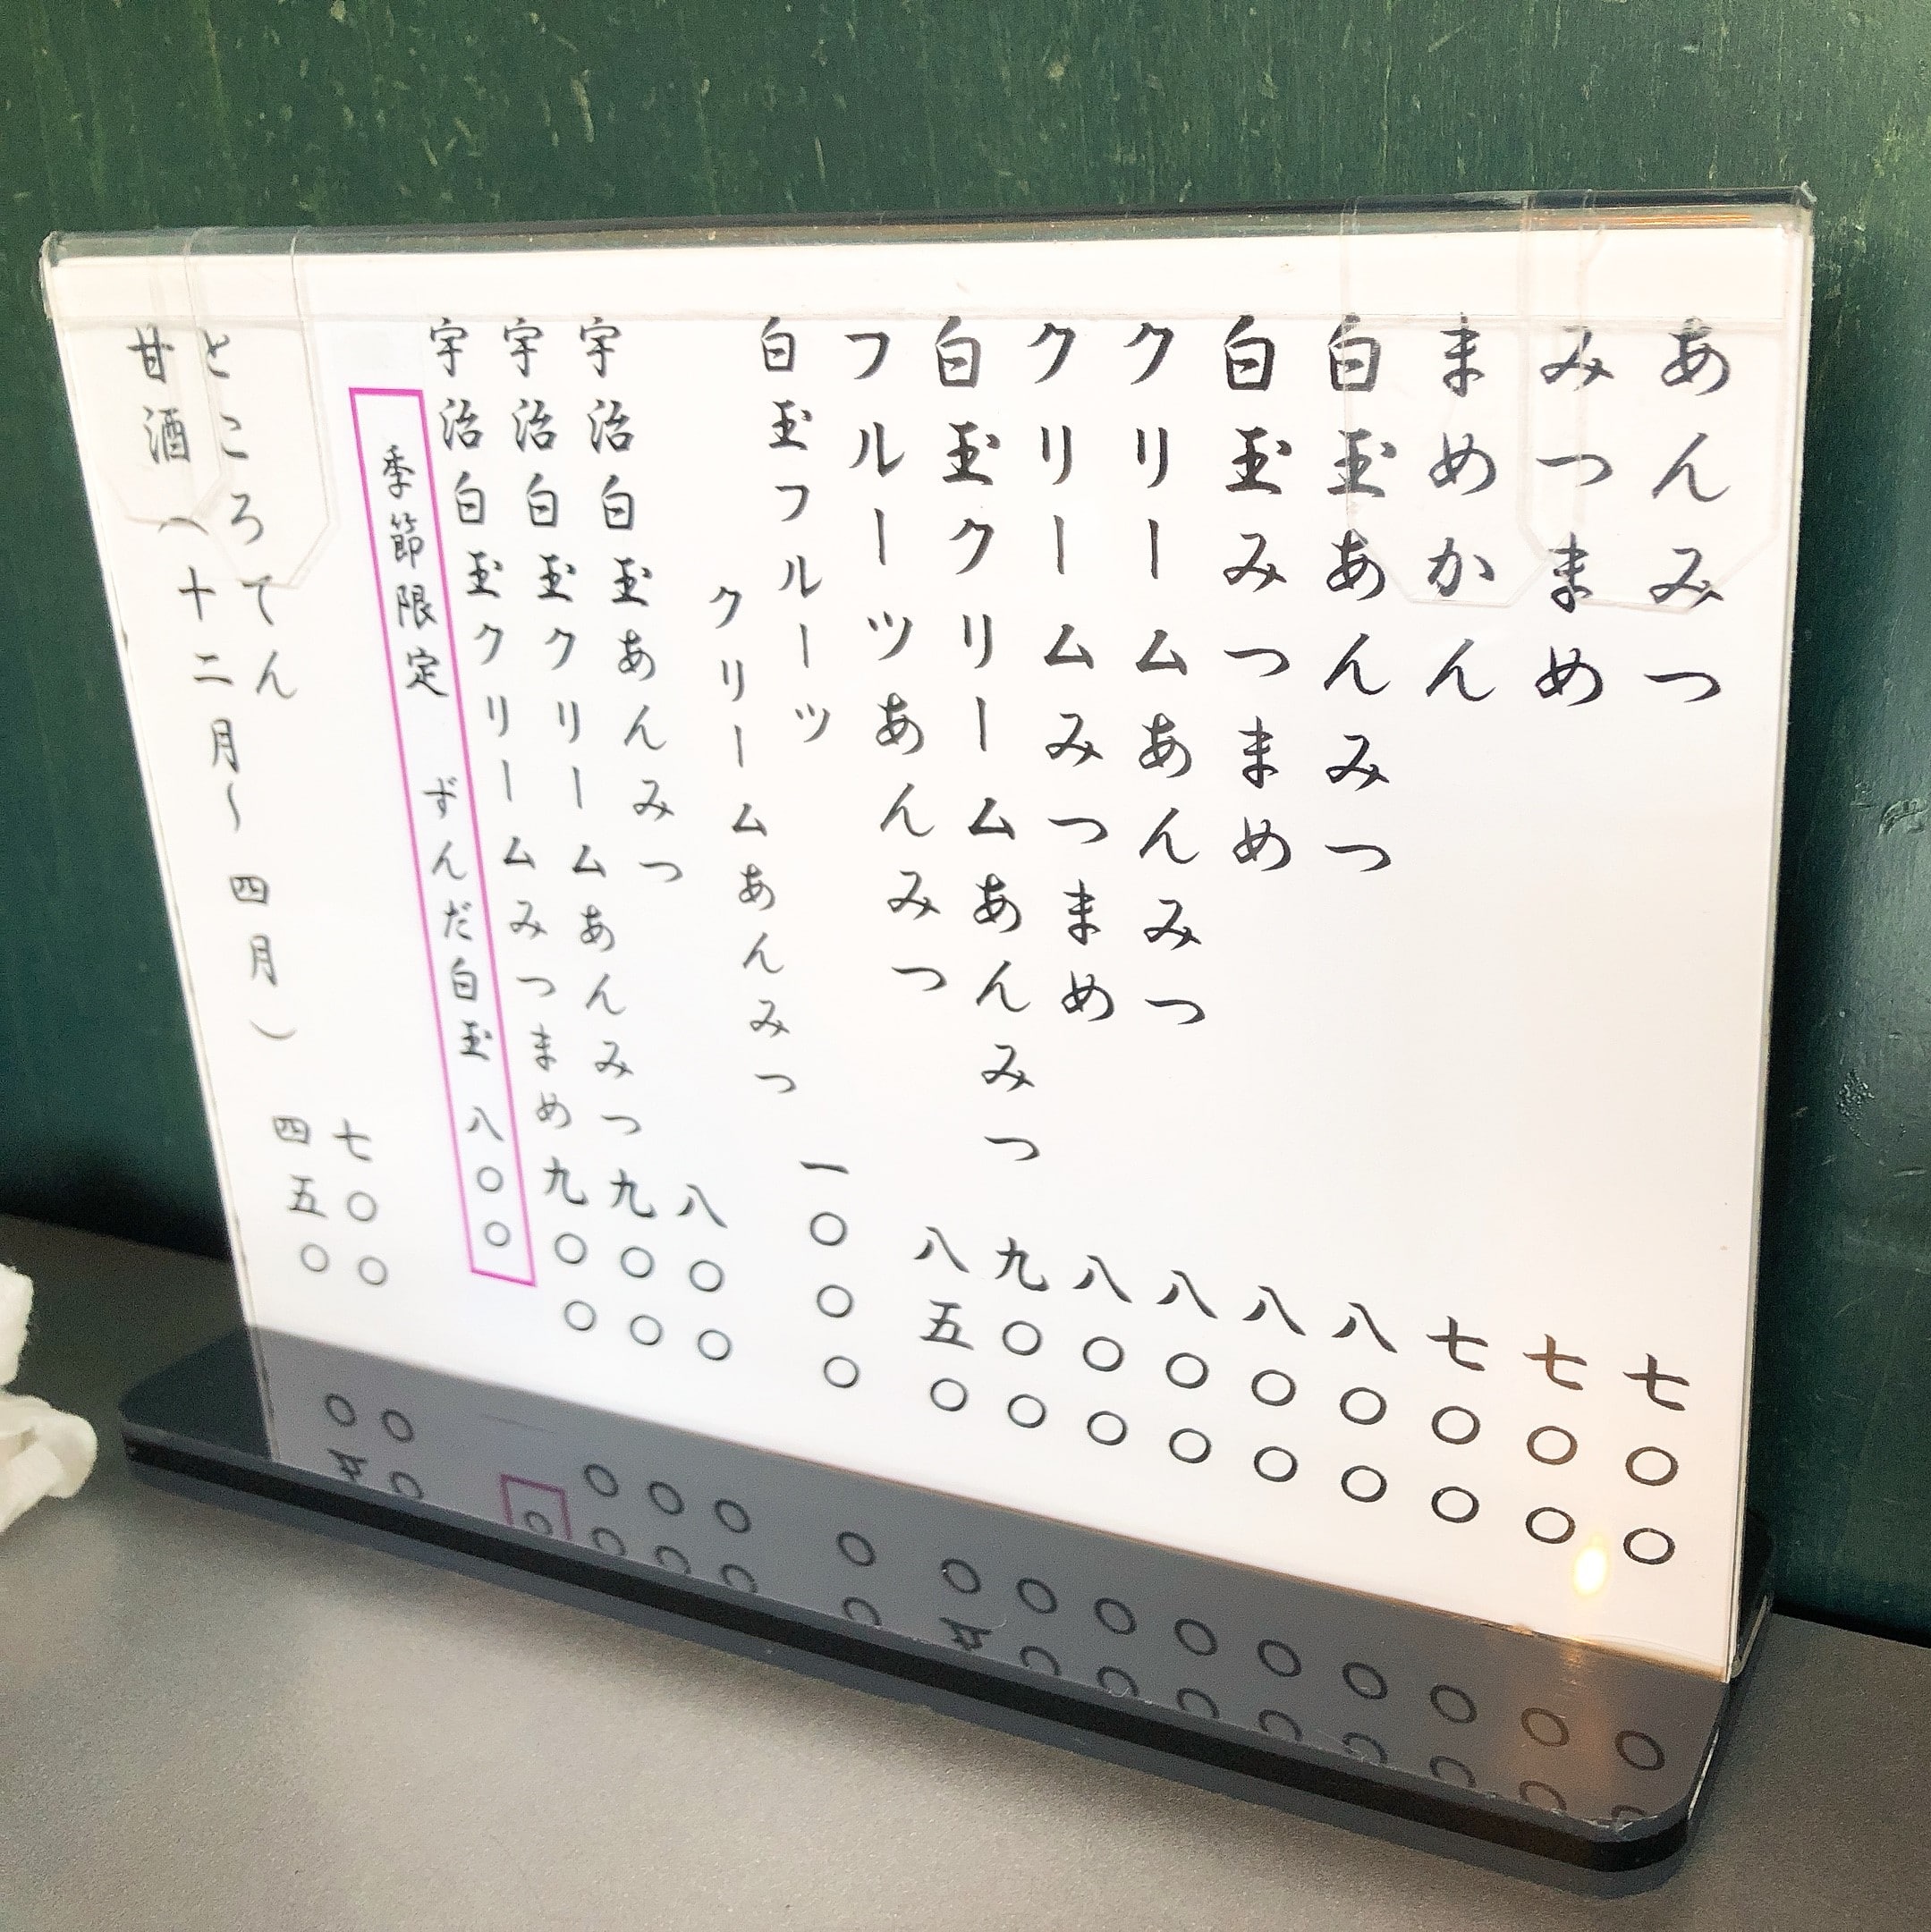 あんみつ 七〇〇
みつまめ 七〇〇
まめかん 七〇〇
白玉あんみつ 八〇〇
白玉みつまめ 八〇〇
クリームあんみつ 八〇〇
クリームみつまめ 八〇〇
白玉クリームあんみつ 九〇〇
フルーツあんみつ 八五〇
白玉フルーツ
クリームあんみつ 一〇〇〇
宇治白玉あんみつ 八〇〇
宇治白玉クリームあんみつ 九〇〇
宇治白玉クリームみつまめ 九〇〇
季節限定 ずんだ白玉 八〇〇
ところてん 七〇〇
甘酒(十二月~四月) 四五〇